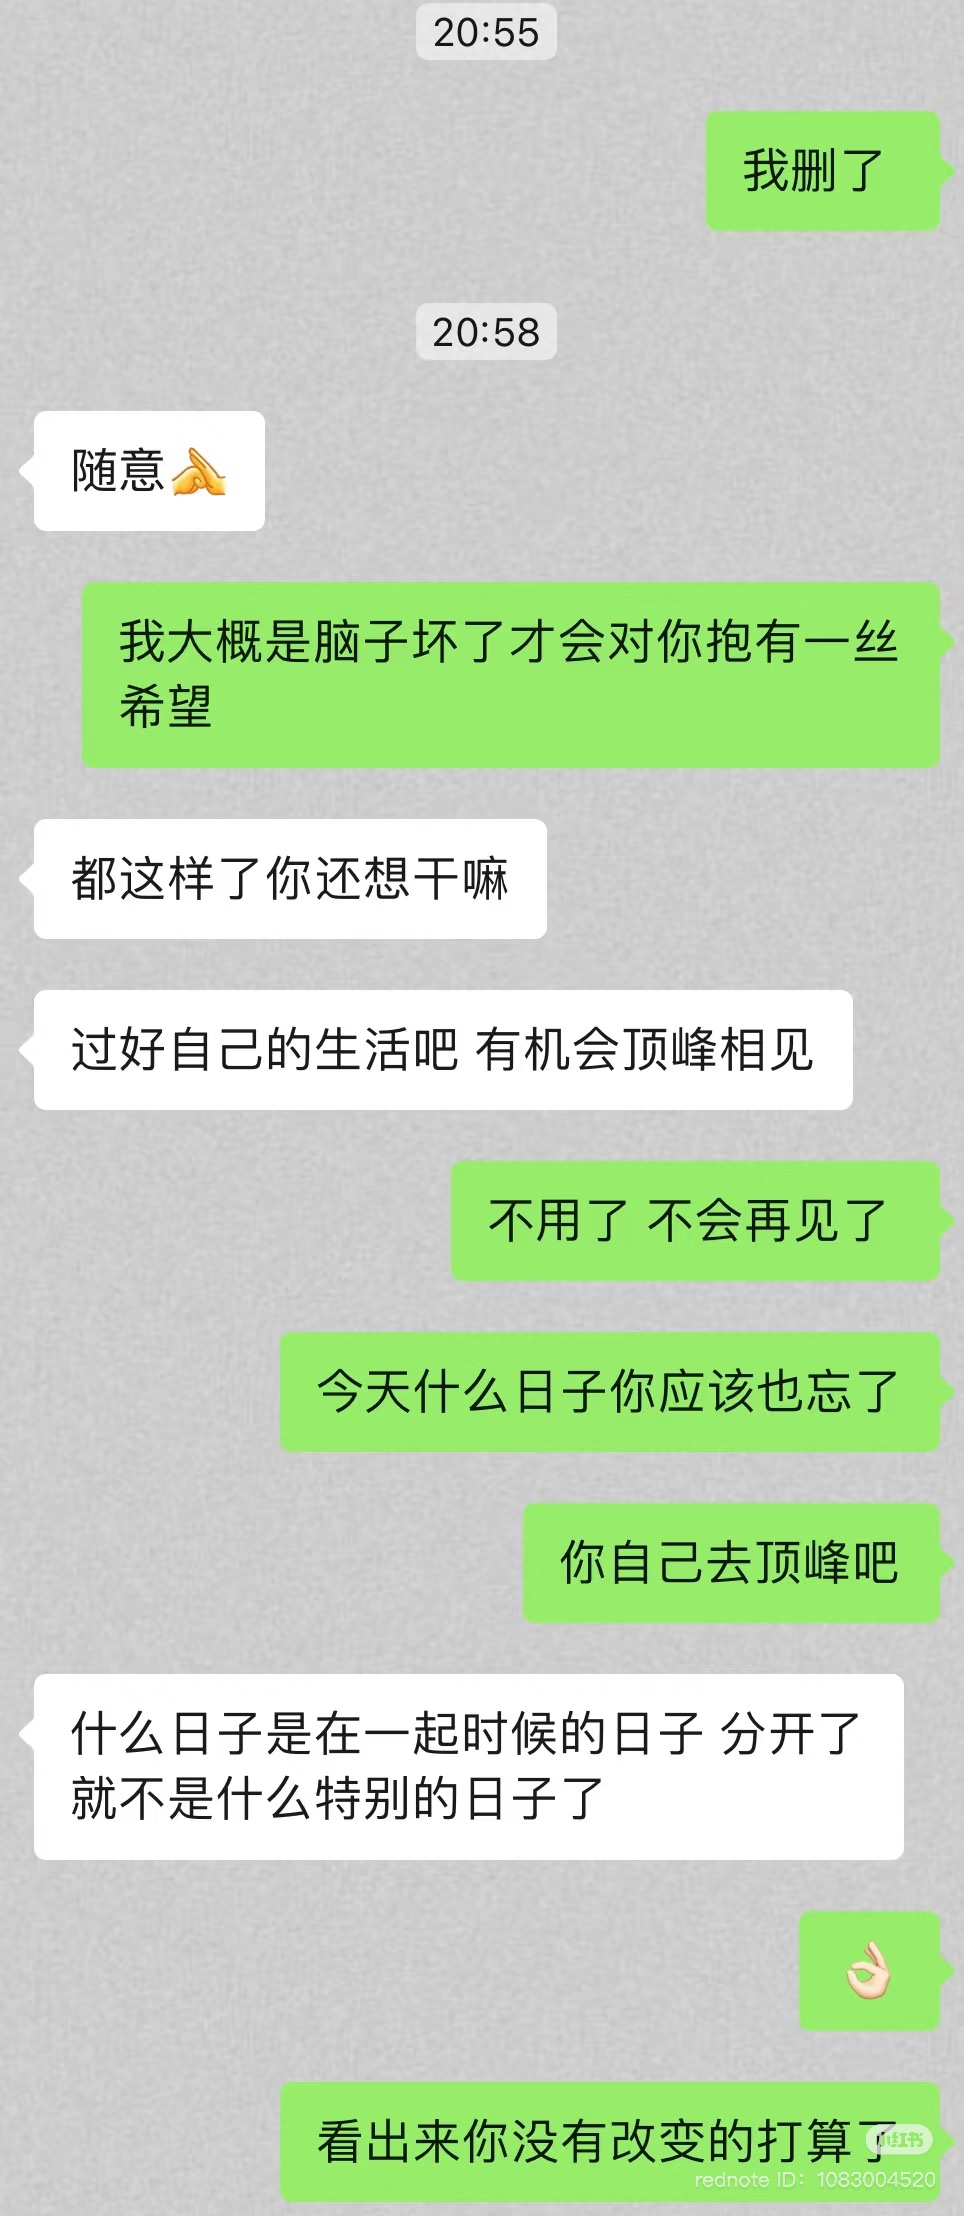 20:55
我删了
20:58
随意🫴
我大概是脑子坏了才会对你抱有一丝
希望
都这样了你还想干嘛
过好自己的生活吧 有机会顶峰相见
不用了 不会再见了
今天什么日子你应该也忘了
你自己去顶峰吧
什么日子是在一起时候的日子 分开了
就不是什么特别的日子了
👌🏻
看出来你没有改变的打算了
小红书
rednote ID: 1083004520